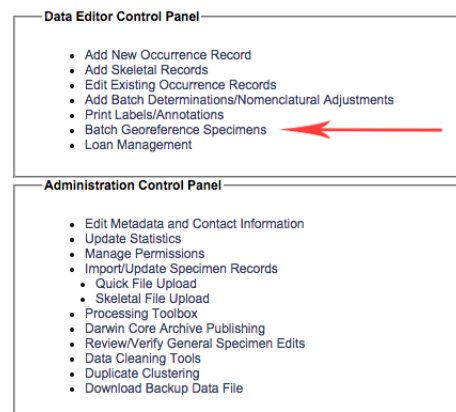 Data Editor Control Panel
Add New Occurrence Record
Add Skeletal Records
Edit Existing Occurrence Records
Add Batch Determinations/Nomenclatural Adjustments
Print Labels/Annotations
Batch Georeference Specimens
Loan Management
Administration Control Panel
Edit Metadata and Contact Information
Update Statistics
Manage Permissions
Import/Update Specimen Records
Quick File Upload
Skeletal File Upload
Processing Toolbox
Darwin Core Archive Publishing
Review/Verify General Specimen Edits
Data Cleaning Tools
Duplicate Clustering
Download Backup Data File